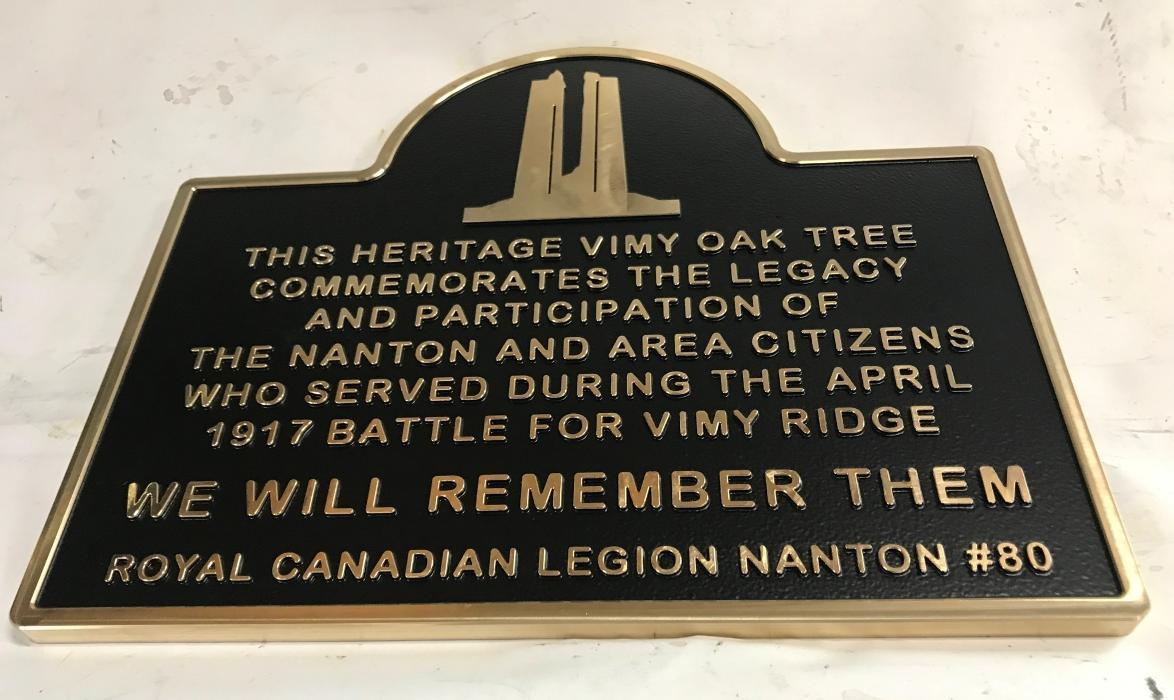 THIS HERITAGE VIMY OAK TREE
COMMEMORATES THE LEGACY
AND PARTICIPATION OF
THE NANTON AND AREA CITIZENS
WHO SERVED DURING THE APRIL
1917 BATTLE FOR VIMY RIDGE
WE WILL REMEMBER THEM
ROYAL CANADIAN LEGION NANTON #80